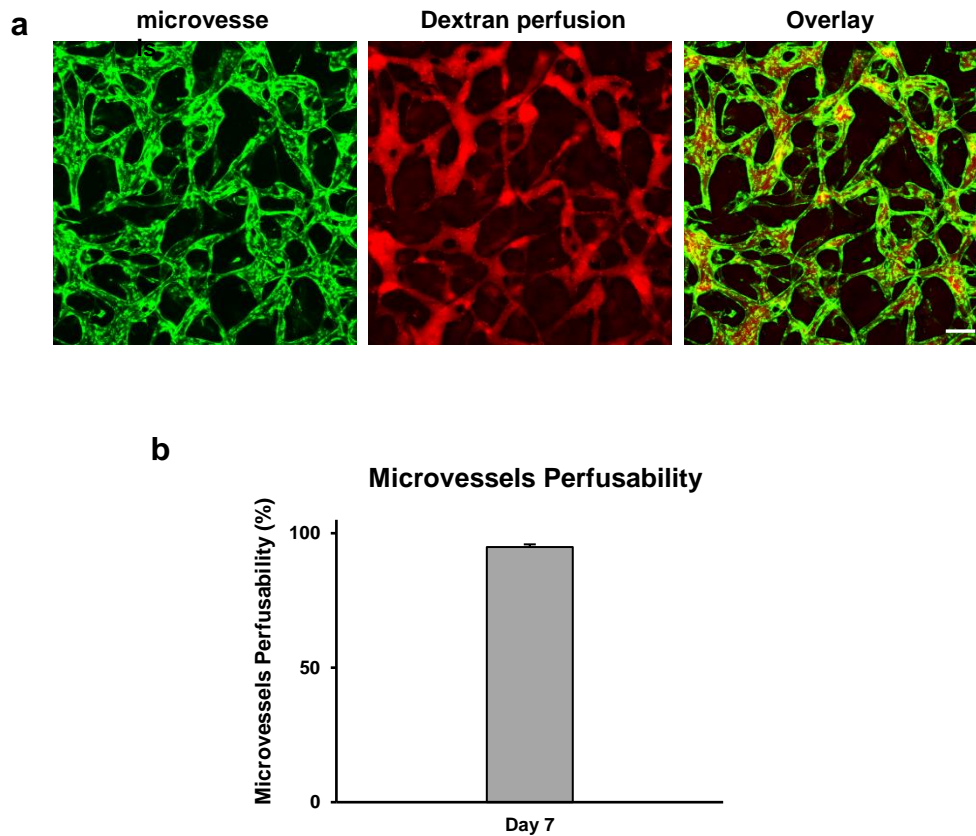 a
microvesse
ls
Dextran perfusion
Overlay
b
Microvessels Perfusability
Microvessels Perfusability (%)
100
50
0
Day 7